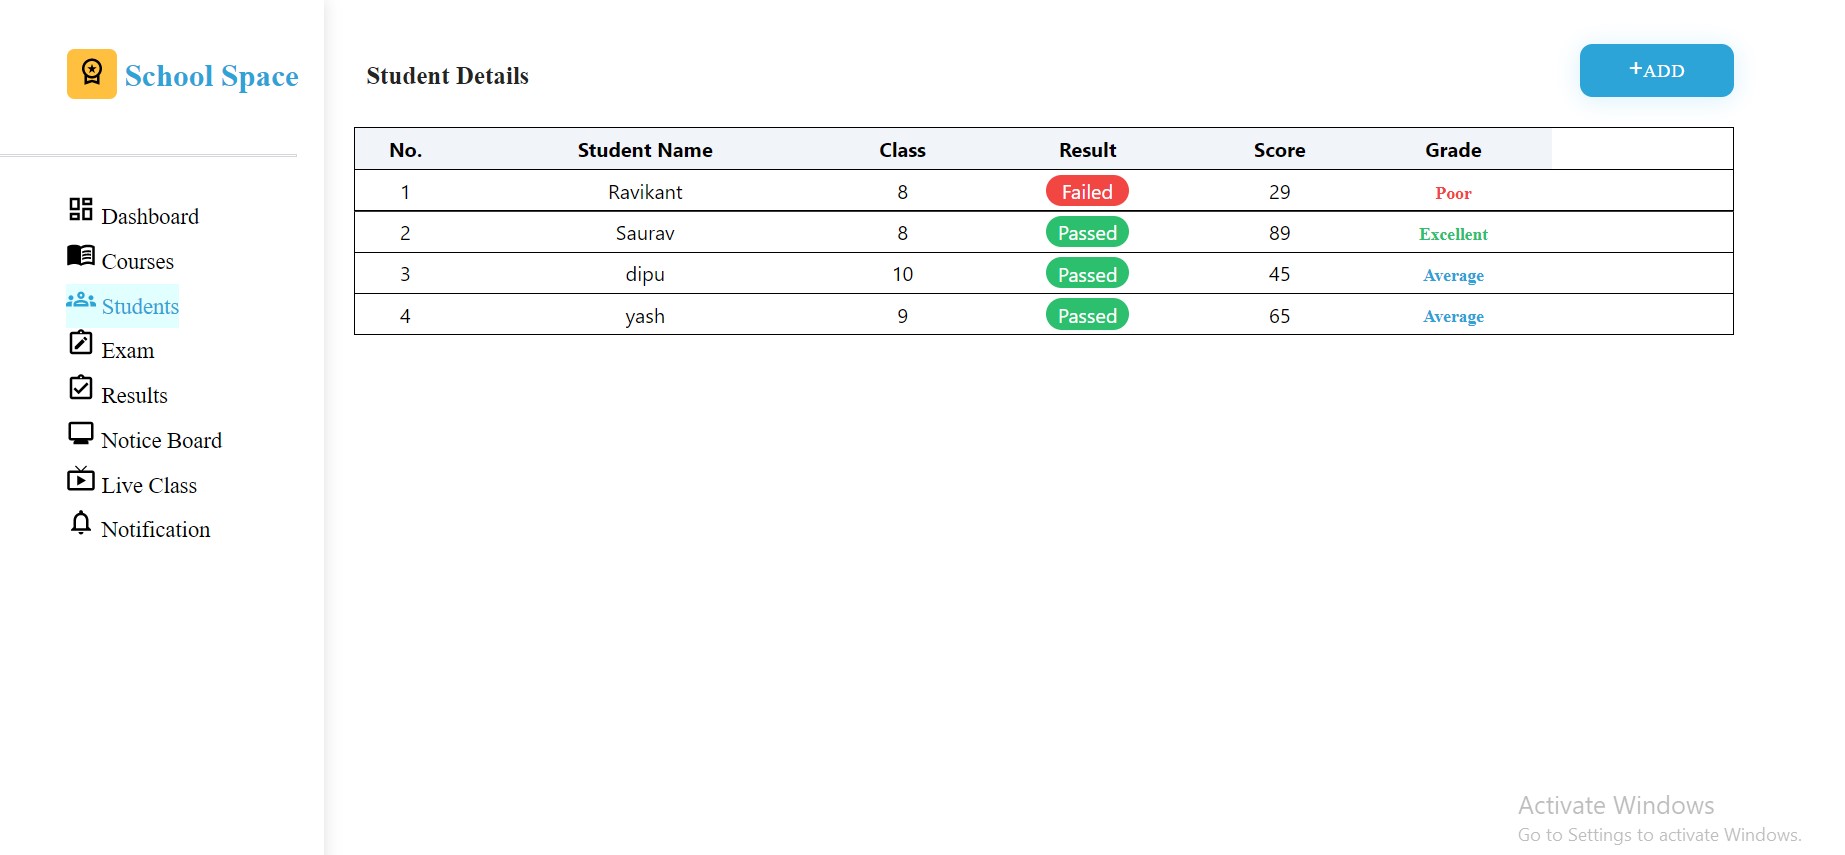 School Space
Dashboard
Courses
Students
Exam
Results
Notice Board
Live Class
Notification
Student Details
+ADD
No. Student Name Class Result Score Grade
1 Ravikant 8 Failed 29 Poor
2 Saurav 8 Passed 89 Excellent
3 dipu 10 Passed 45 Average
4 yash 9 Passed 65 Average
Activate Windows
Go to Settings to activate Windows.